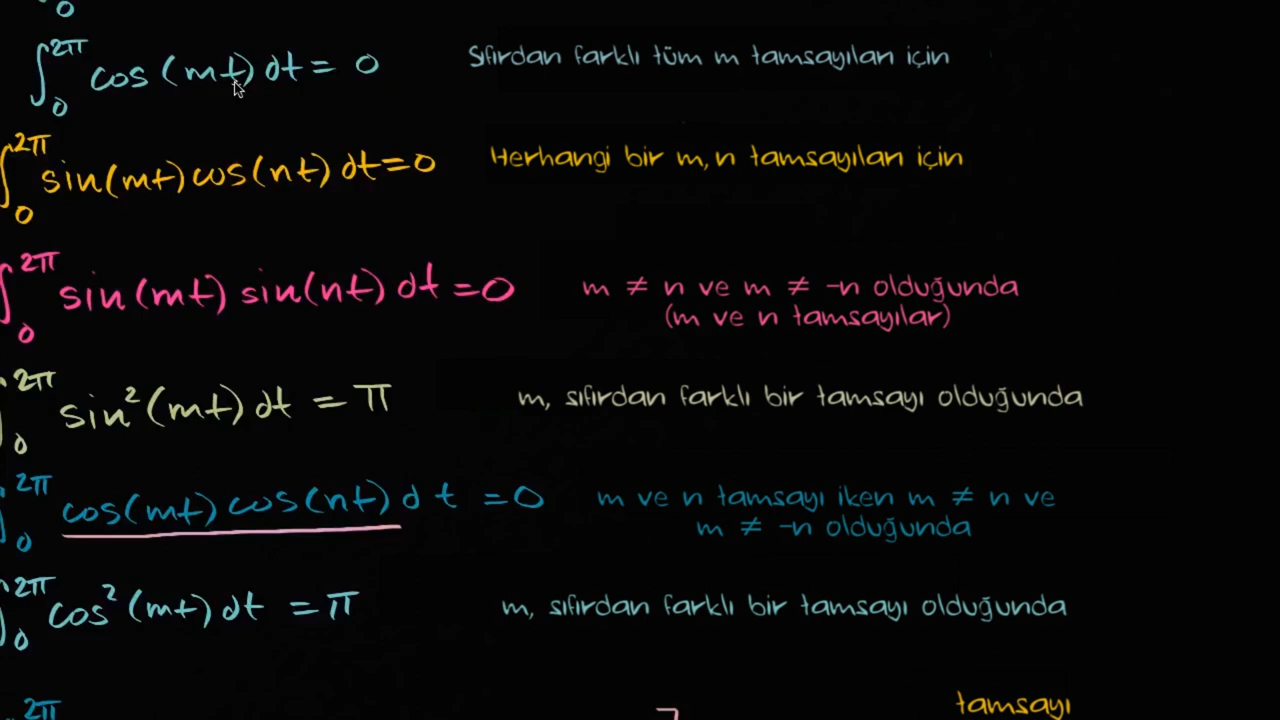 0
∫₀^2π cos(mt) dt = 0 Sıfırdan farklı tüm m tamsayıları için
∫₀^2π sin(mt) cos(nt) dt = 0 Herhangi bir m, n tamsayıları için
∫₀^2π sin(mt) sin(nt) dt = 0 m ≠ n ve m ≠ -n olduğunda
(m ve n tamsayılar)
∫₀^2π sin²(mt) dt = π m, sıfırdan farklı bir tamsayı olduğunda
∫₀^2π cos(mt) cos(nt) dt = 0 m ve n tamsayı iken m ≠ n ve
m ≠ -n olduğunda
∫₀^2π cos²(mt) dt = π m, sıfırdan farklı bir tamsayı olduğunda
2π tamsayı